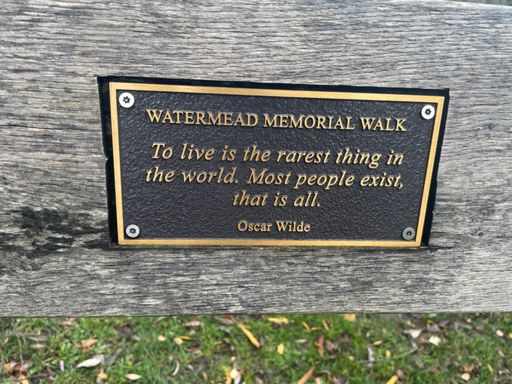 WATERMEAD MEMORIAL WALK
To live is the rarest thing in
the world. Most people exist,
that is all.
Oscar Wilde